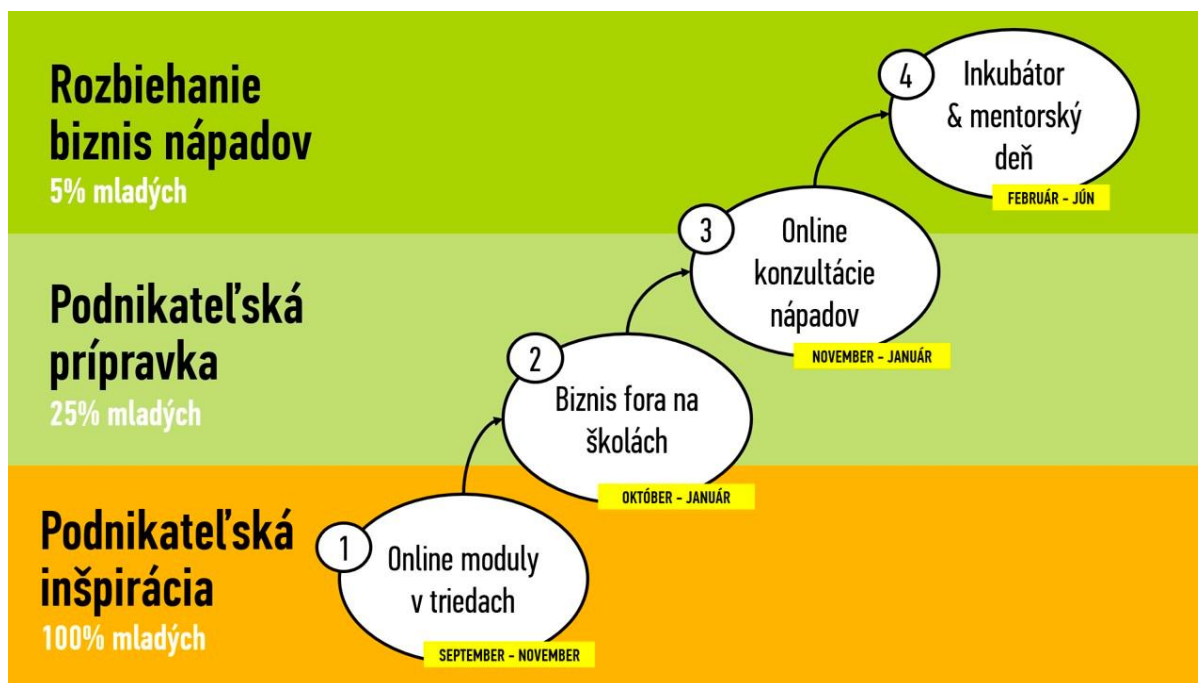 Rozbiehanie
biznis nápadov
5% mladých
4
Inkubátor
& mentorský
deň
FEBRUÁR - JÚN
3
Online
konzultácie
nápadov
NOVEMBER - JANUÁR
Podnikateľská
prípravka
25% mladých
2
Biznis fora na
školách
OKTÓBER - JANUÁR
Podnikateľská
inšpirácia
100% mladých
1
Online moduly
v triedach
SEPTEMBER - NOVEMBER